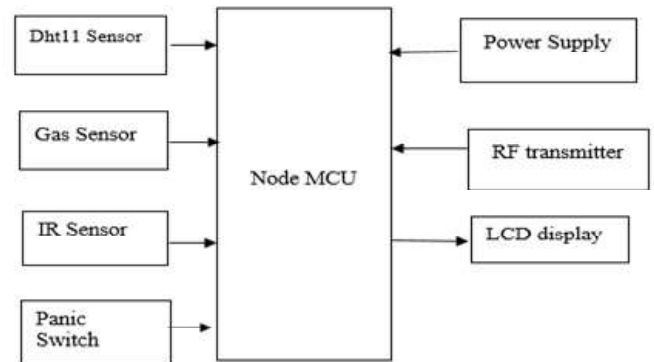 Dht11 Sensor
Gas Sensor
IR Sensor
Panic
Switch
Node MCU
Power Supply
RF transmitter
LCD display